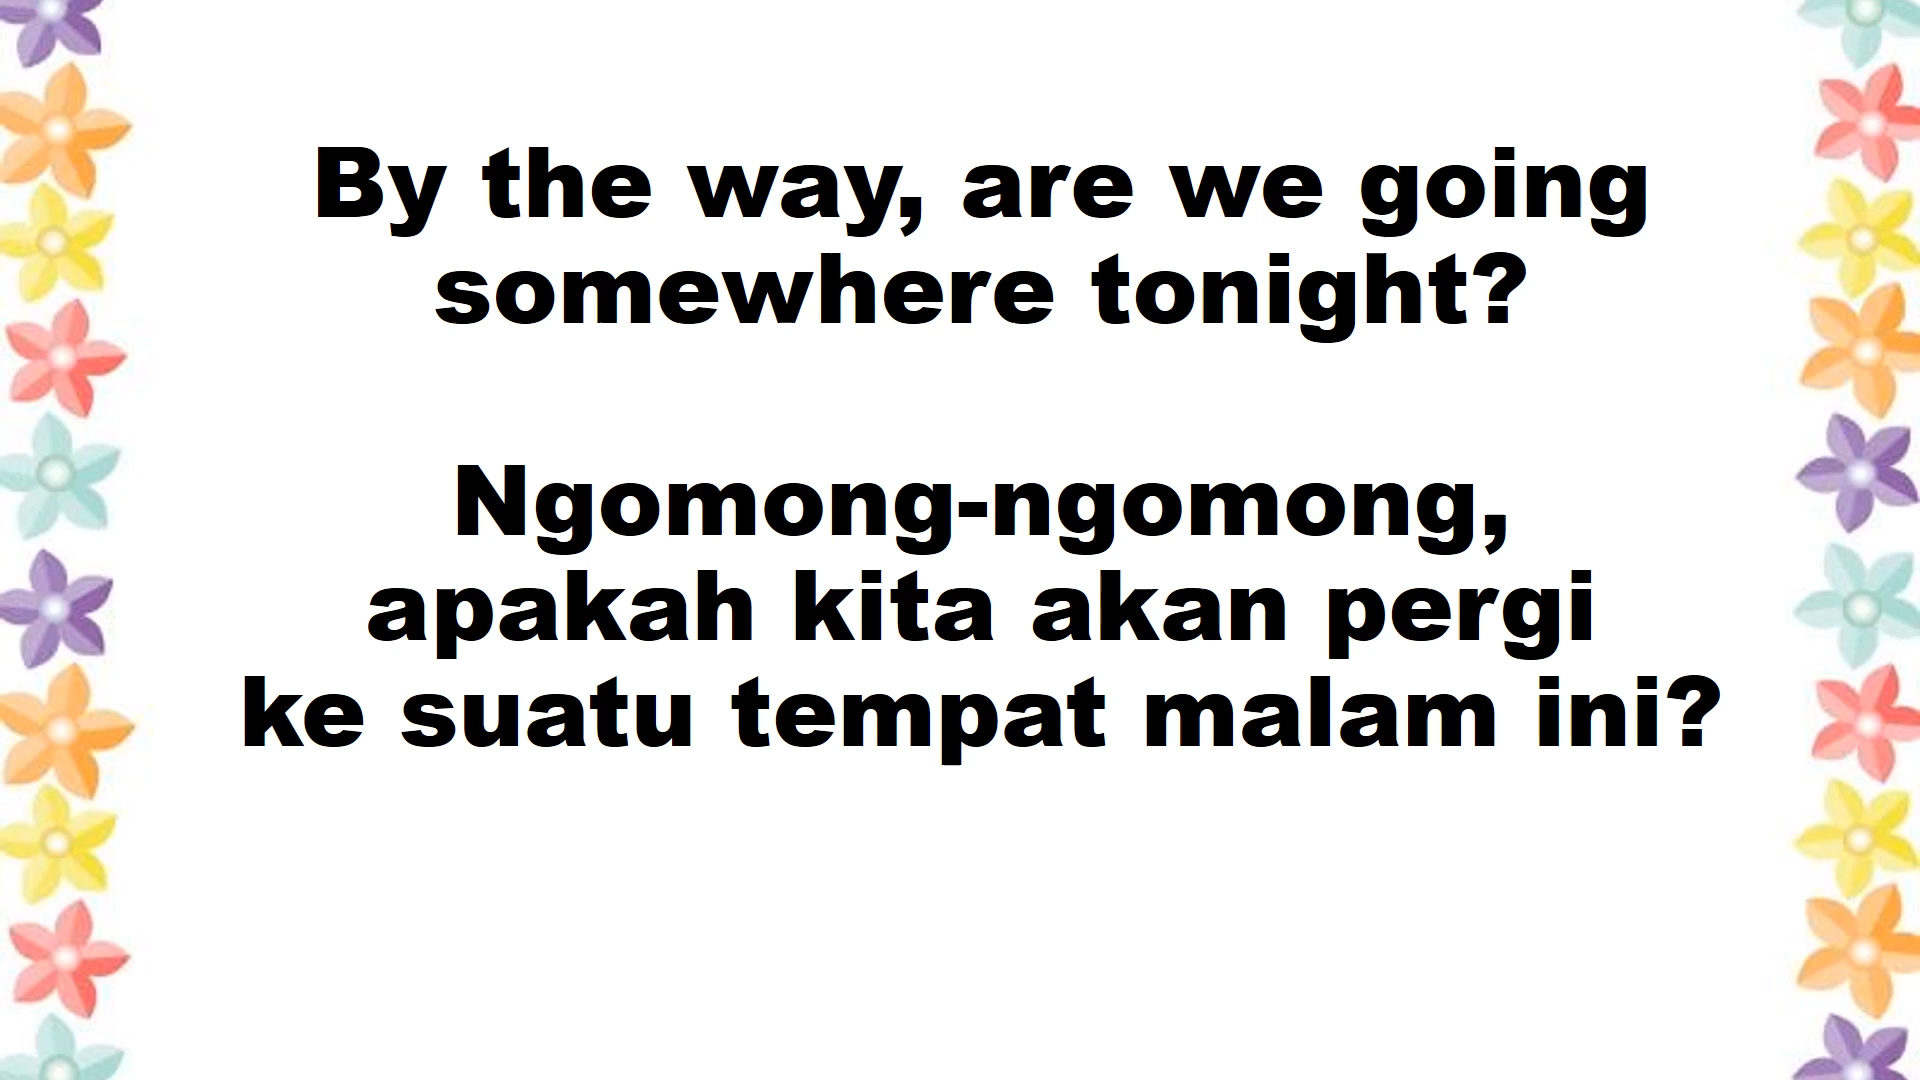 By the way, are we going
somewhere tonight?
Ngomong-ngomong,
apakah kita akan pergi
ke suatu tempat malam ini?